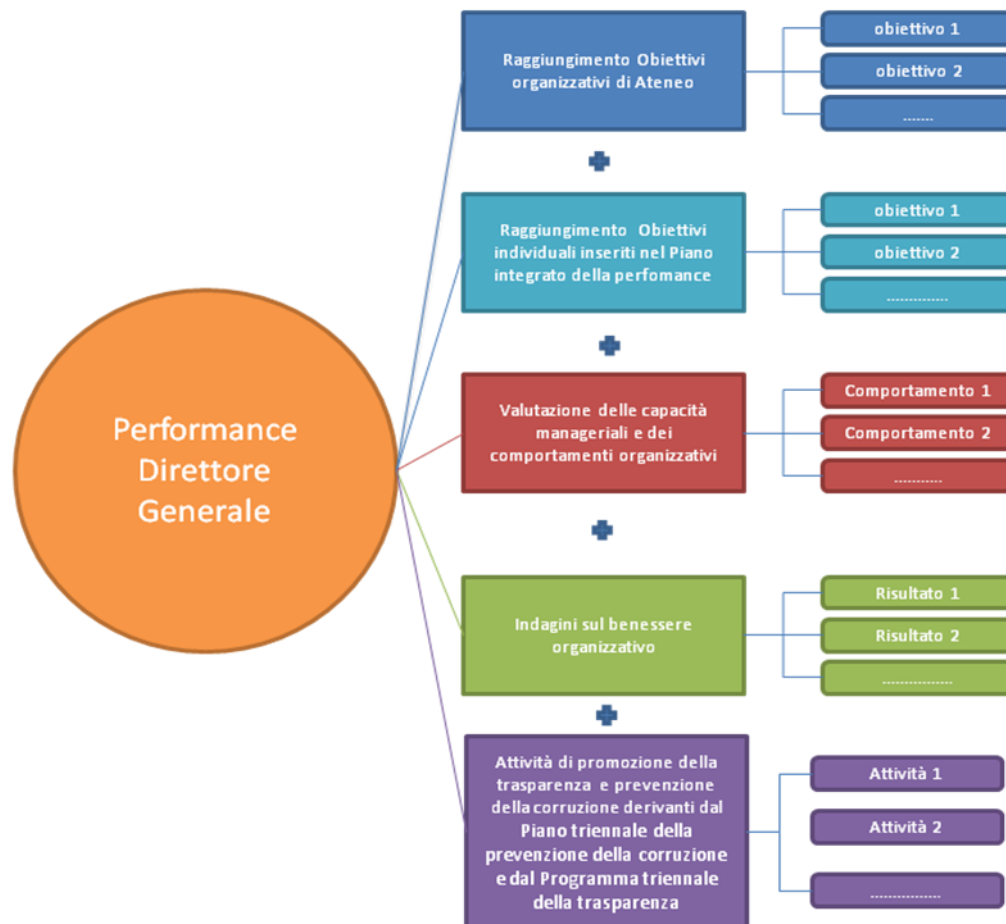 Performance
Direttore
Generale
Raggiungimento Obiettivi
organizzativi di Ateneo
obiettivo 1
obiettivo 2
.......
Raggiungimento Obiettivi
individuali inseriti nel Piano
integrato della perfomance
obiettivo 1
obiettivo 2
..............
Valutazione delle capacità
manageriali e dei
comportamenti organizzativi
Comportamento 1
Comportamento 2
...........
Indagini sul benessere
organizzativo
Risultato 1
Risultato 2
................
Attività di promozione della
trasparenza e prevenzione
della corruzione derivanti dal
Piano triennale della
prevenzione della corruzione
e dal Programma triennale
della trasparenza
Attività 1
Attività 2
................